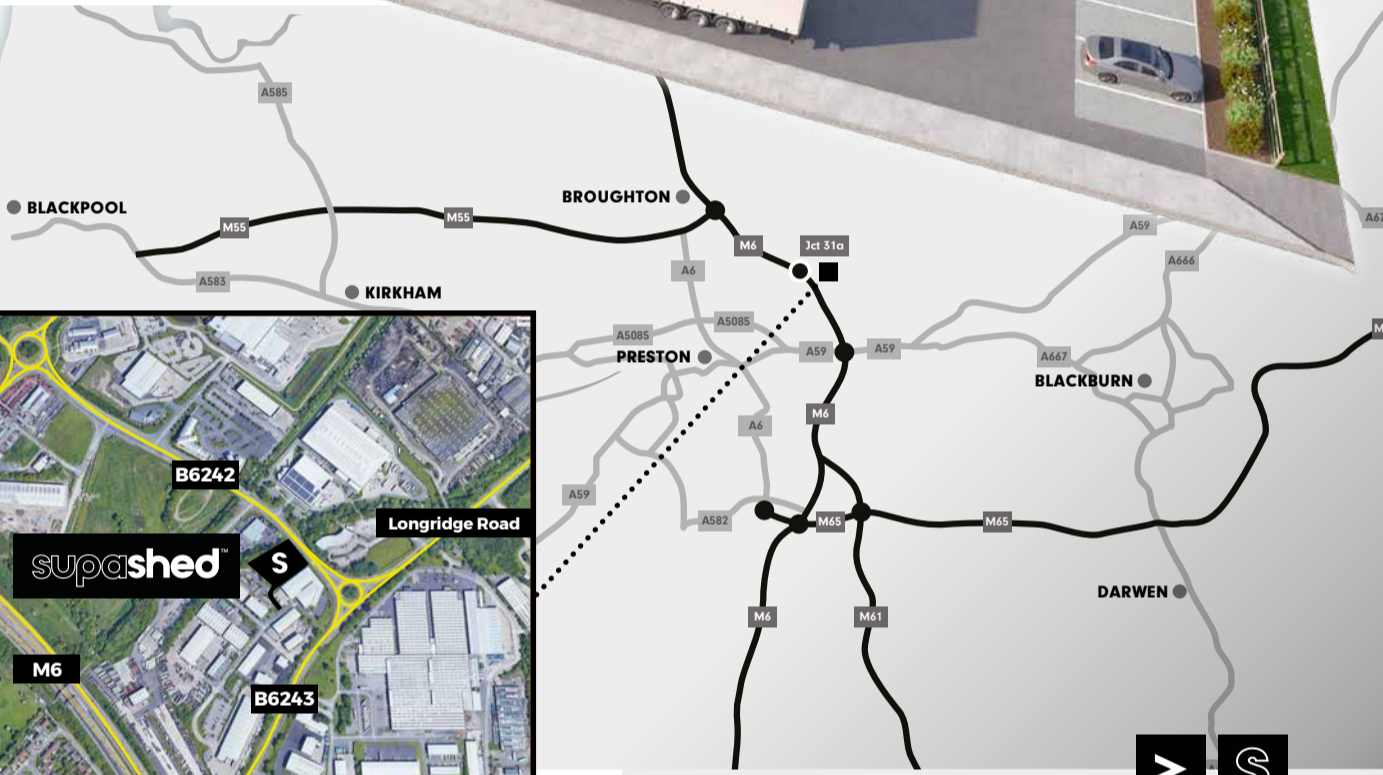 A585
BLACKPOOL
M55
M55
BROUGHTON
M6
Jct 31a
A59
A666
A583
KIRKHAM
A6
A5085
A5085
PRESTON
A59
A59
A667
BLACKBURN
M6
A6
A59
A582
M65
M65
DARWEN
M6
M61
B6242
Longridge Road
supashed™
S
M6
B6243
> S